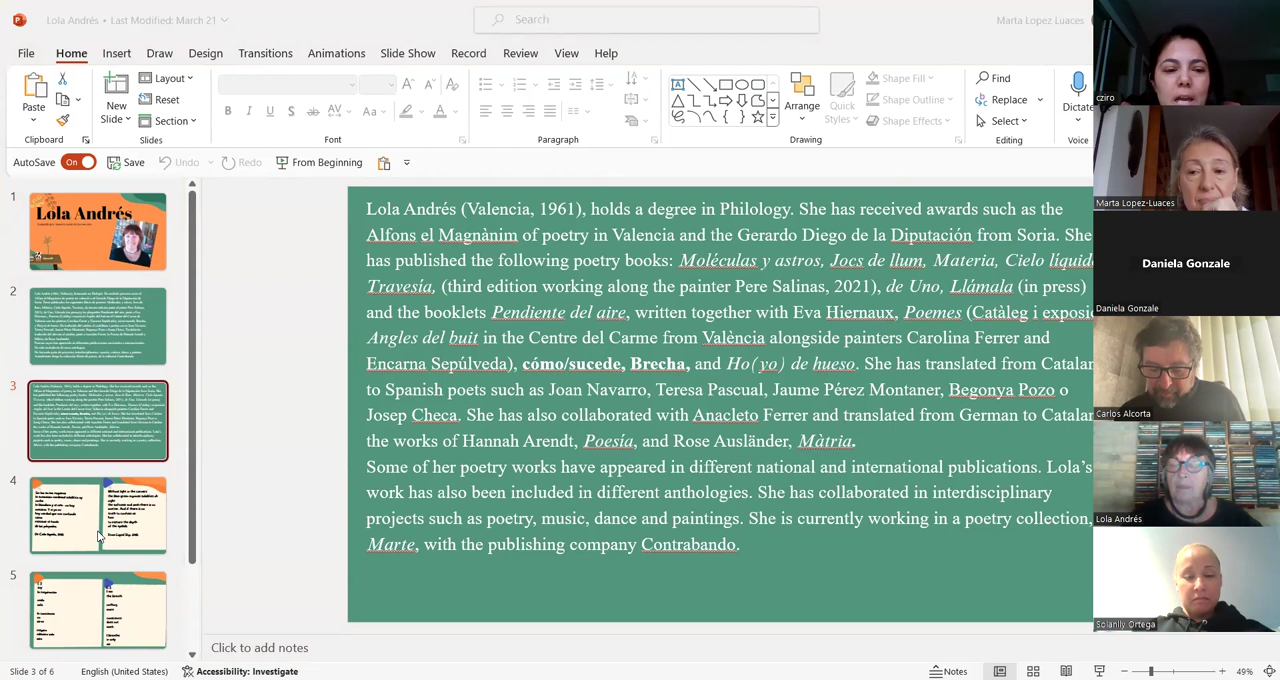 Lola Andrés • Last Modified: March 21
Search
Marta Lopez Luaces
File Home Insert Draw Design Transitions Animations Slide Show Record Review View Help
Paste
New
Slide
Layout
Reset
Section
Aa
Arrange
Quick
Styles
Shape Fill
Shape Outline
Shape Effects
Find
Replace
Select
Dictate
Clipboard Slides Font Paragraph Drawing Editing Voice
AutoSave On Save Undo Redo From Beginning
1
Lola Andrés
2
3
4
5
Lola Andrés (Valencia, 1961), holds a degree in Philology. She has received awards such as the
Alfons el Magnànim of poetry in Valencia and the Gerardo Diego de la Diputación from Soria. She
has published the following poetry books: Moléculas y astros, Jocs de llum, Materia, Cielo líquido
Travesía, (third edition working along the painter Pere Salinas, 2021), de Uno, Llámala (in press)
and the booklets Pendiente del aire, written together with Eva Hiernaux, Poemes (Catàleg i exposic
Angles del lluir in the Centre del Carme from València alongside painters Carolina Ferrer and
Encarna Sepúlveda), cómo/sucede, Brecha, and Ho(yo) de hueso. She has translated from Catalan
to Spanish poets such as Joan Navarro, Teresa Pascual, Jaume Pérez Montaner, Begonya Pozo o
Josep Checa. She has also collaborated with Anacleto Ferrer and translated from German to Catalan
the works of Hannah Arendt, Poesía, and Rose Ausländer, Màtria.
Some of her poetry works have appeared in different national and international publications. Lola’s
work has also been included in different anthologies. She has collaborated in interdisciplinary
projects such as poetry, music, dance and paintings. She is currently working in a poetry collection,
Marte, with the publishing company Contrabando.
cziro
Marta Lopez-Luaces
Daniela Gonzale
Daniela Gonzale
Carlos Alcorta
Lola Andrés
Solanlly Ortega
Click to add notes
Slide 3 of 6 English (United States) Accessibility: Investigate Notes 49%